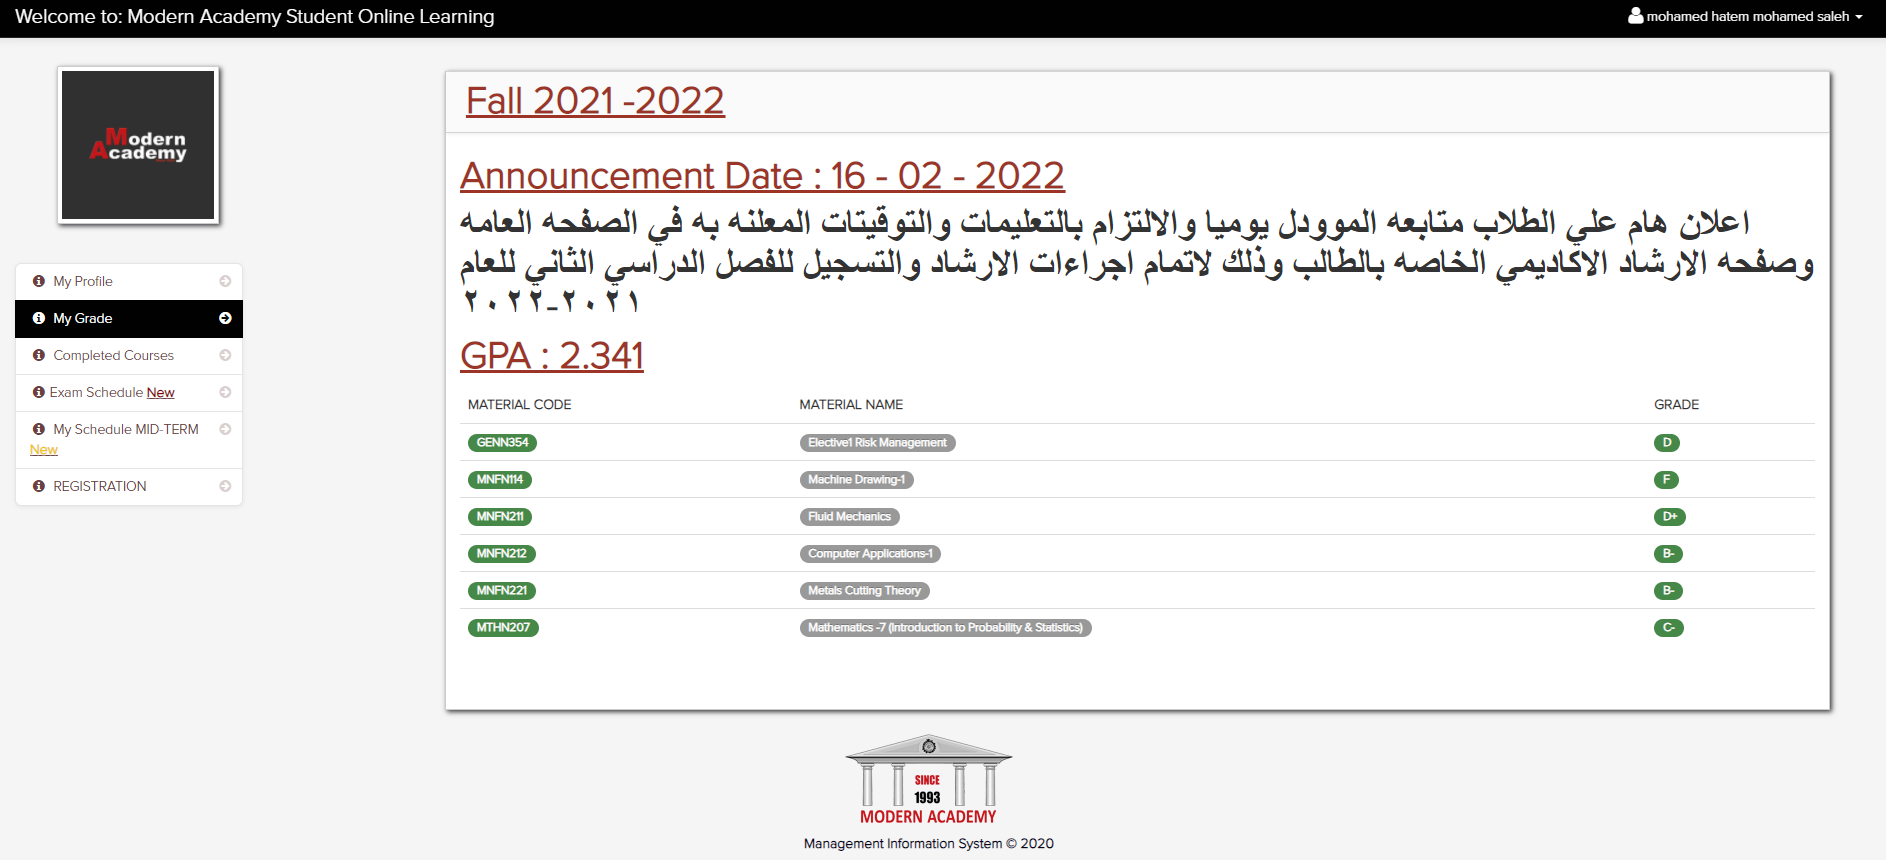 Welcome to: Modern Academy Student Online Learning
mohamed hatem mohamed saleh
Modern
Academy
My Profile
My Grade
Completed Courses
Exam Schedule New
My Schedule MID-TERM
New
REGISTRATION
Fall 2021 -2022
Announcement Date : 16 - 02 - 2022
اعلان هام علي الطلاب متابعه الموودل يوميا والالتزام بالتعليمات والتوقيتات المعلنه به في الصفحه العامه
وصفحه الارشاد الاكاديمي الخاصه بالطالب وذلك لاتمام اجراءات الارشاد والتسجيل للفصل الدراسي الثاني للعام
٢٠٢١-٢٠٢٢
GPA : 2.341
MATERIAL CODE MATERIAL NAME GRADE
GENN354 Elective1 Risk Management D
MNFN114 Machine Drawing-1 F
MNFN211 Fluid Mechanics D+
MNFN212 Computer Applications-1 B-
MNFN221 Metals Cutting Theory B-
MTHN207 Mathematics -7 (Introduction to Probability & Statistics) C-
SINCE
1993
MODERN ACADEMY
Management Information System © 2020